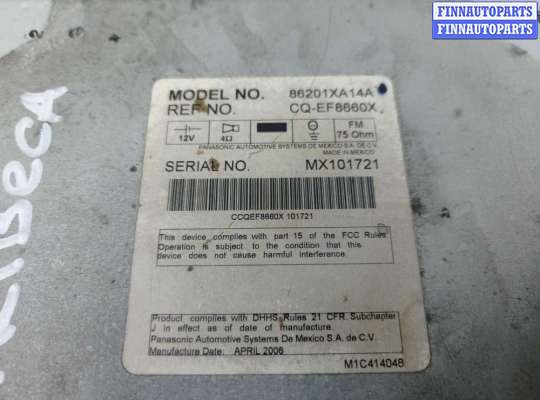 FINNAUTOPARTS
FINNAUTOPARTS
MODEL NO. 86201XA14A
REF NO. CQ-EF8660X
12V 4Ω FM
75 Ohm
PANASONIC AUTOMOTIVE SYSTEMS DE MEXICO S.A. DE C.V.
MADE IN MEXICO
SERIAL NO. MX101721
CCQEF8660X 101721
This device complies with part 15 of the FCC Rules
Operation is subject to the condition that this
device does not cause harmful interference.
Product complies with DHHS Rules 21 CFR Subchapter
J in effect as of date of manufacture.
Panasonic Automotive Systems De Mexico S.A. de C.V
Manufacture Date: APRIL 2006
M1C414048